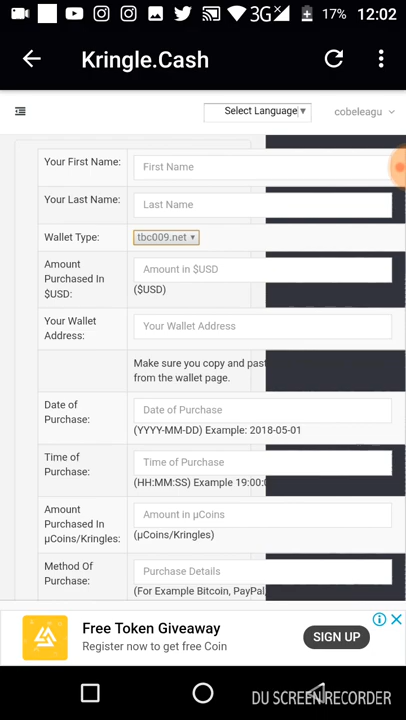 3G 17% 12:02
Kringle.Cash
Select Language ▼ cobeleagu
Your First Name: First Name
Your Last Name: Last Name
Wallet Type: tbc009.net
Amount Purchased In $USD:
Amount in $USD
($USD)
Your Wallet Address:
Your Wallet Address
Make sure you copy and past
from the wallet page.
Date of Purchase:
Date of Purchase
(YYYY-MM-DD) Example: 2018-05-01
Time of Purchase:
Time of Purchase
(HH:MM:SS) Example 19:00:
Amount Purchased In µCoins/Kringles:
Amount in µCoins
(µCoins/Kringles)
Method Of Purchase:
Purchase Details
(For Example Bitcoin, PayPal,
Free Token Giveaway
Register now to get free Coin
SIGN UP
DU SCREEN RECORDER